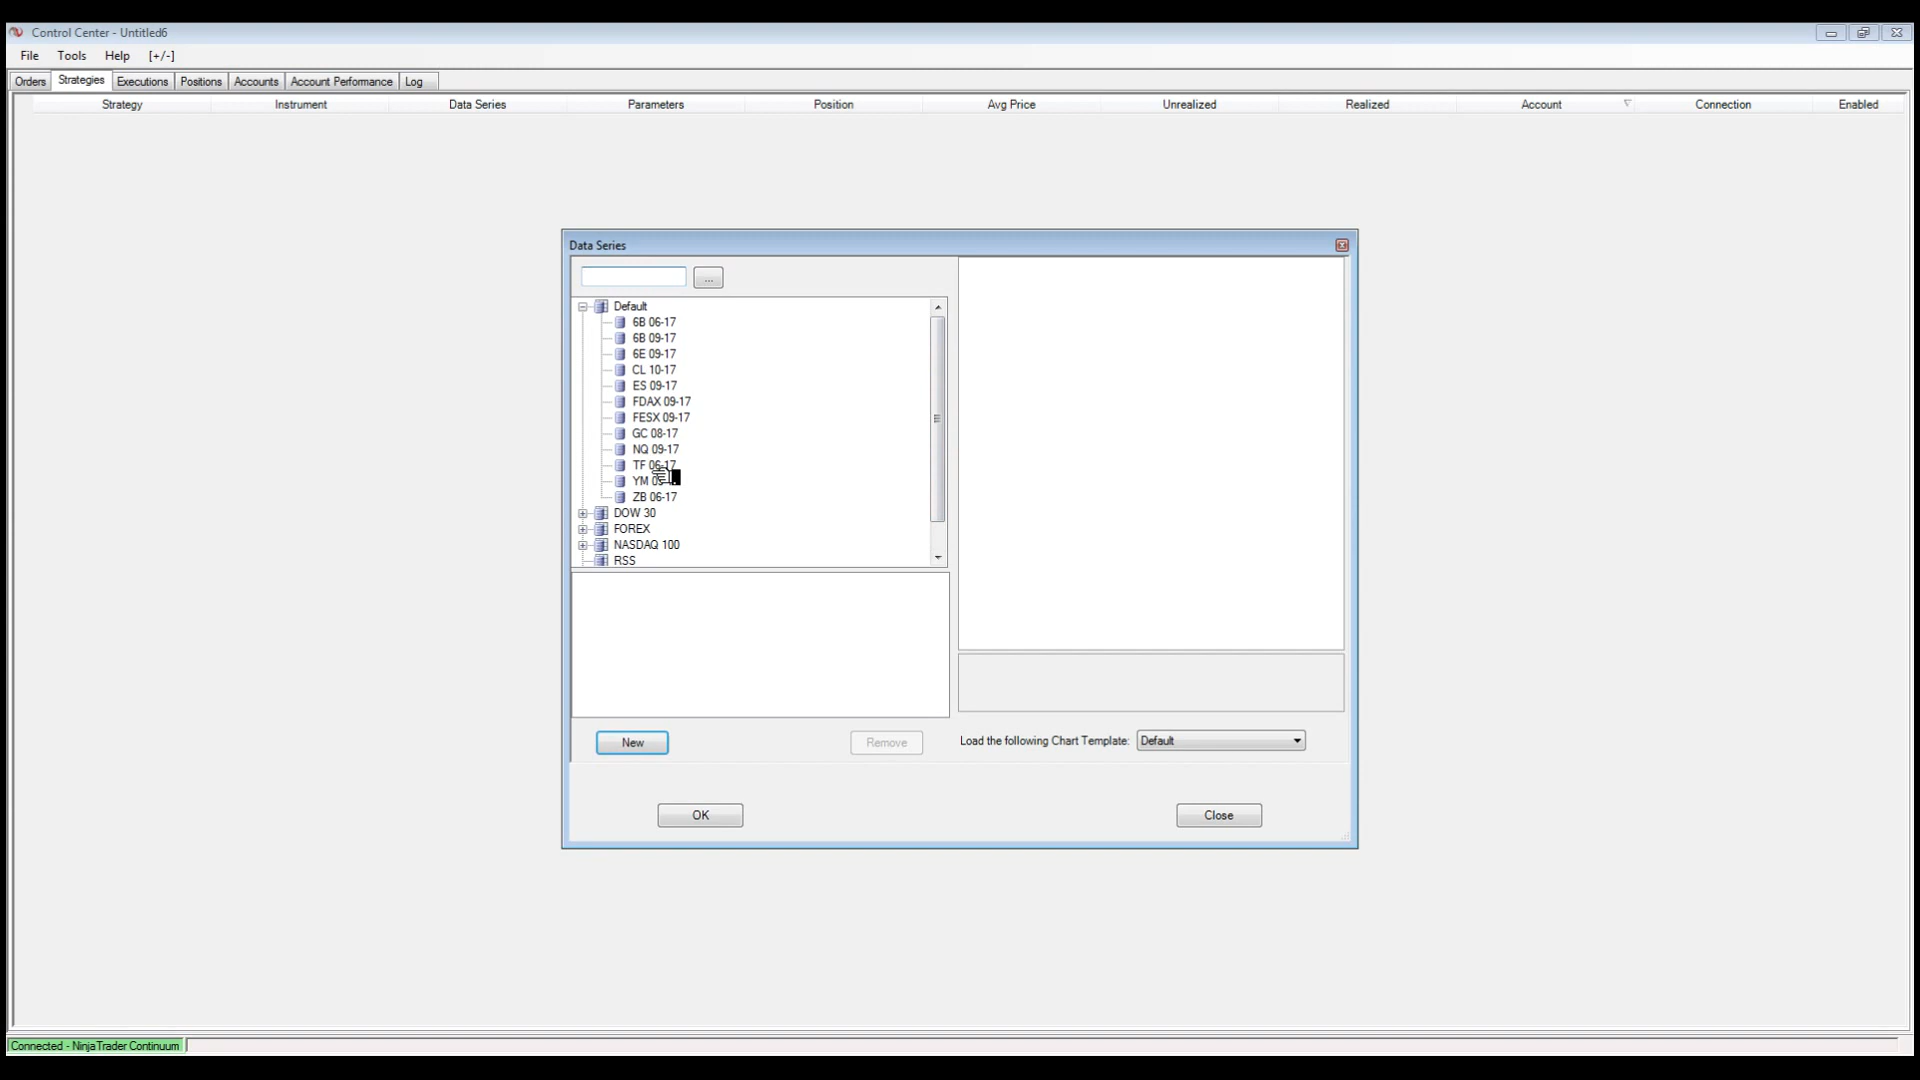 Control Center - Untitled6
File Tools Help [+/-]
Orders Strategies Executions Positions Accounts Account Performance Log
Strategy Instrument Data Series Parameters Position Avg Price Unrealized Realized Account Connection Enabled
Data Series
...
Default
6B 06-17
6B 09-17
6E 09-17
CL 10-17
ES 09-17
FDAX 09-17
FESX 09-17
GC 08-17
NQ 09-17
TF 06-17
YM
ZB 06-17
DOW 30
FOREX
NASDAQ 100
RSS
New Remove Load the following Chart Template: Default
OK Close
Connected - NinjaTrader Continuum